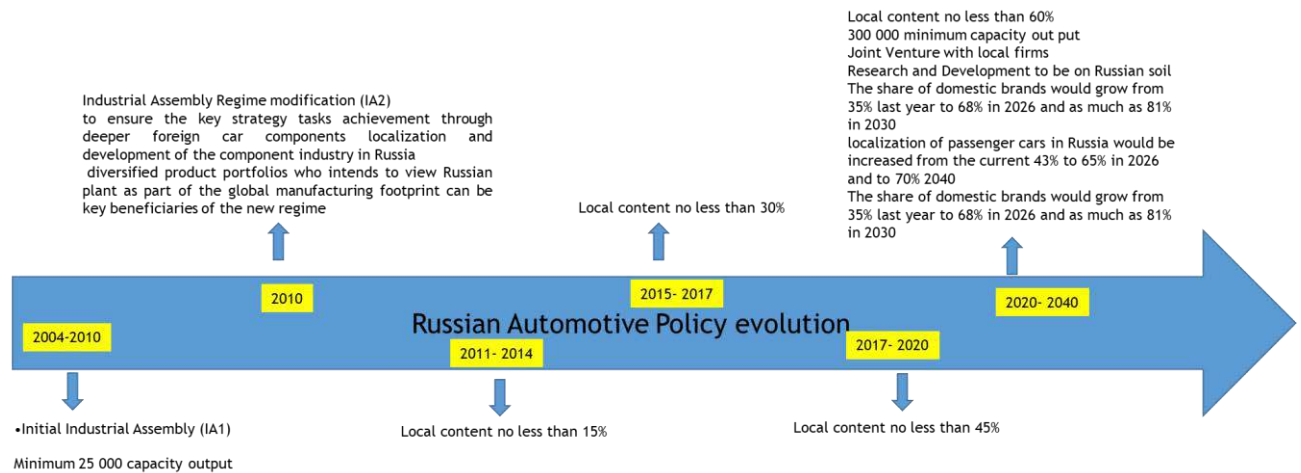 Local content no less than 60%
300 000 minimum capacity out put
Joint Venture with local firms
Research and Development to be on Russian soil
The share of domestic brands would grow from
35% last year to 68% in 2026 and as much as 81%
in 2030
localization of passenger cars in Russia would be
increased from the current 43% to 65% in 2026
and to 70% 2040
The share of domestic brands would grow from
35% last year to 68% in 2026 and as much as 81%
in 2030
Industrial Assembly Regime modification (IA2)
to ensure the key strategy tasks achievement through
deeper foreign car components localization and
development of the component industry in Russia
diversified product portfolios who intends to view Russian
plant as part of the global manufacturing footprint can be
key beneficiaries of the new regime
Local content no less than 30%
2010
2015- 2017
2020- 2040
Russian Automotive Policy evolution
2004-2010
2011- 2014
2017- 2020
•Initial Industrial Assembly (IA1)
Minimum 25 000 capacity output
Local content no less than 15%
Local content no less than 45%